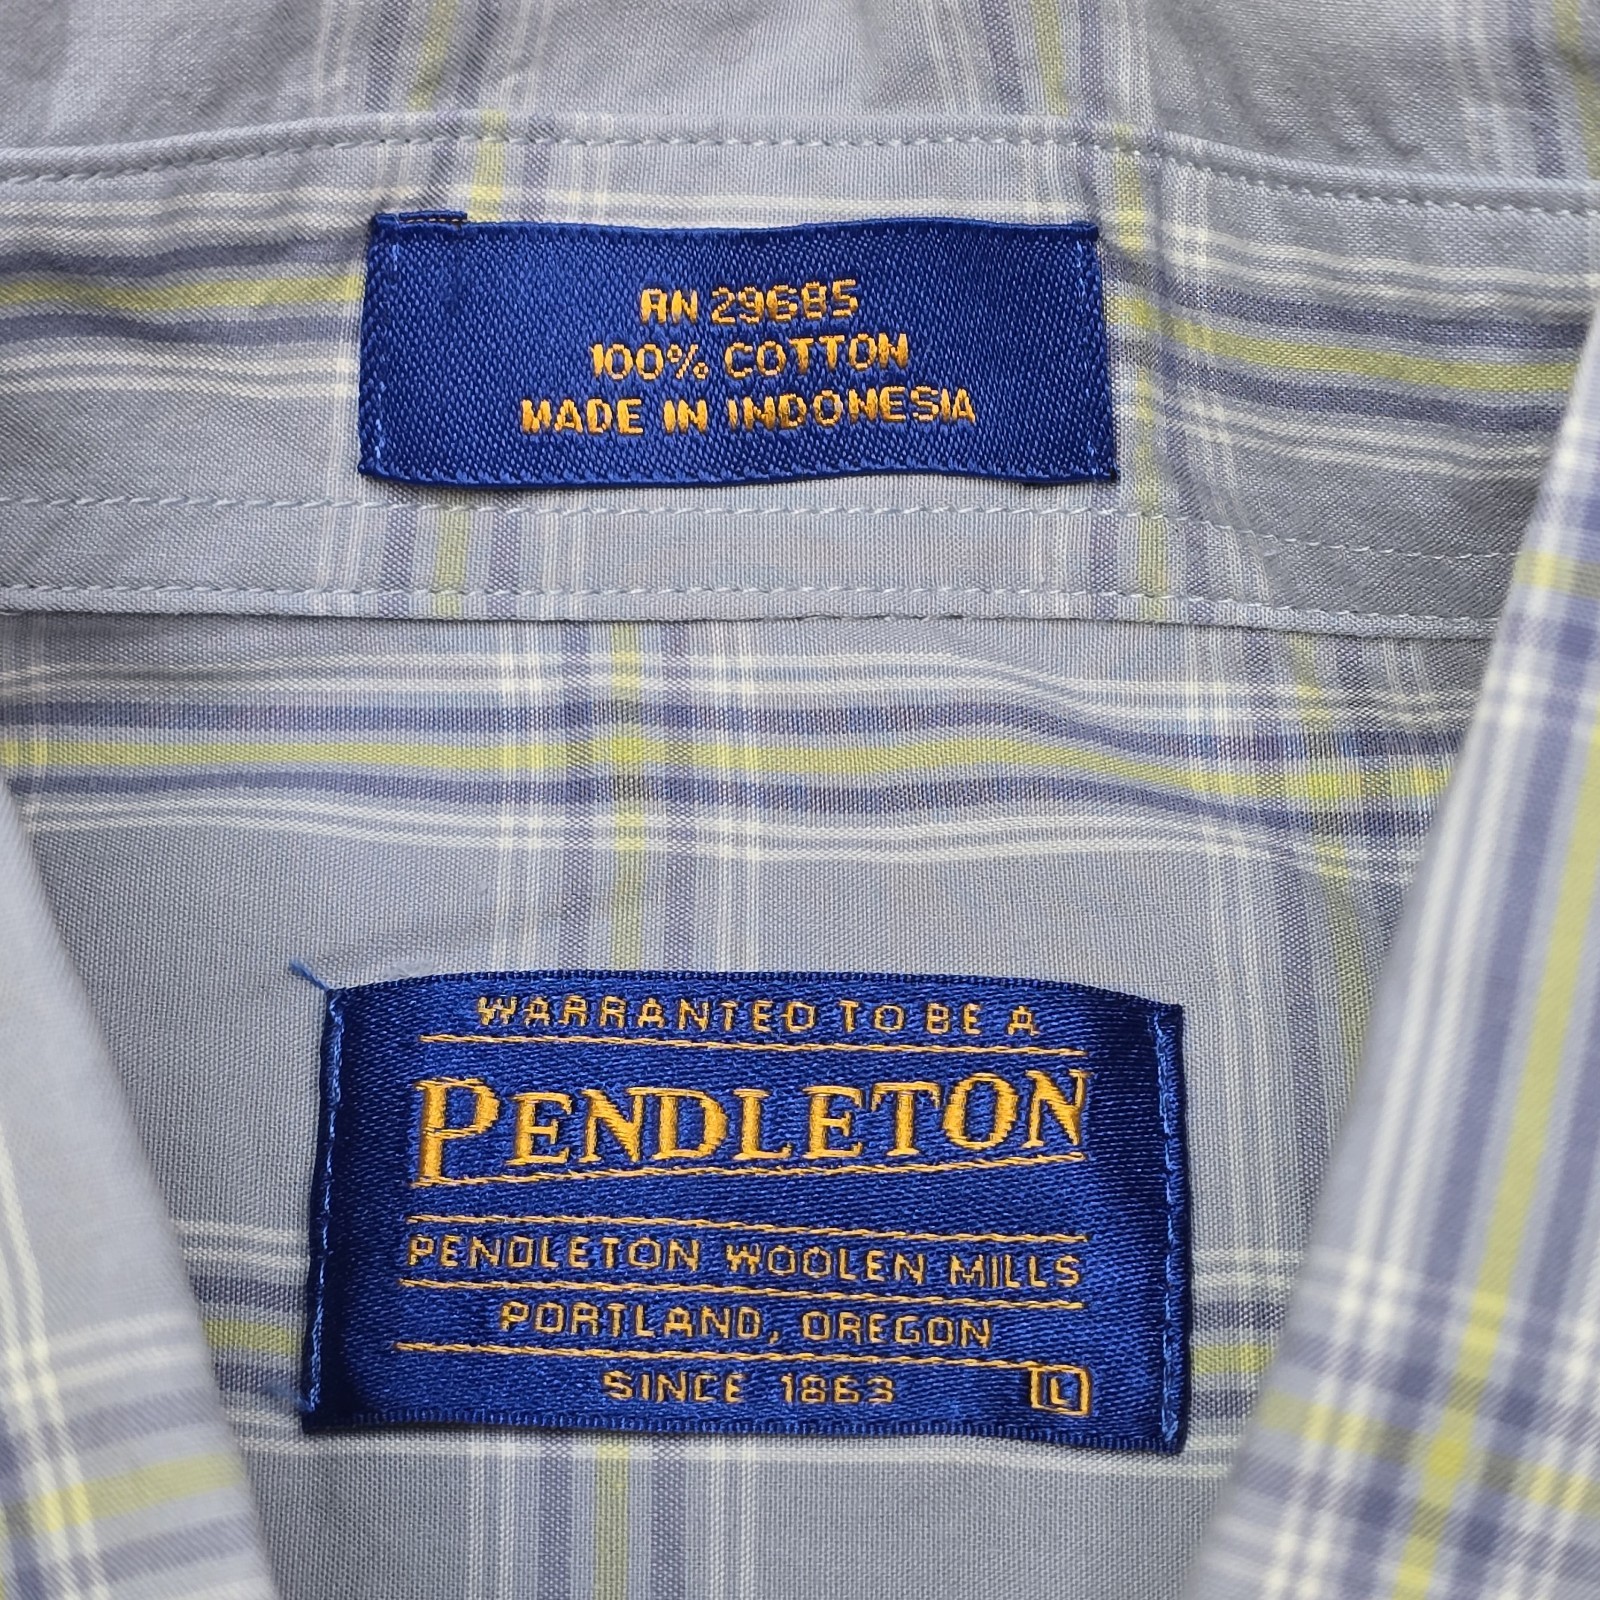 RN 29685
100% COTTON
MADE IN INDONESIA
WARRANTED TO BE A
PENDLETON
PENDLETON WOOLEN MILLS
PORTLAND, OREGON
SINCE 1863 L